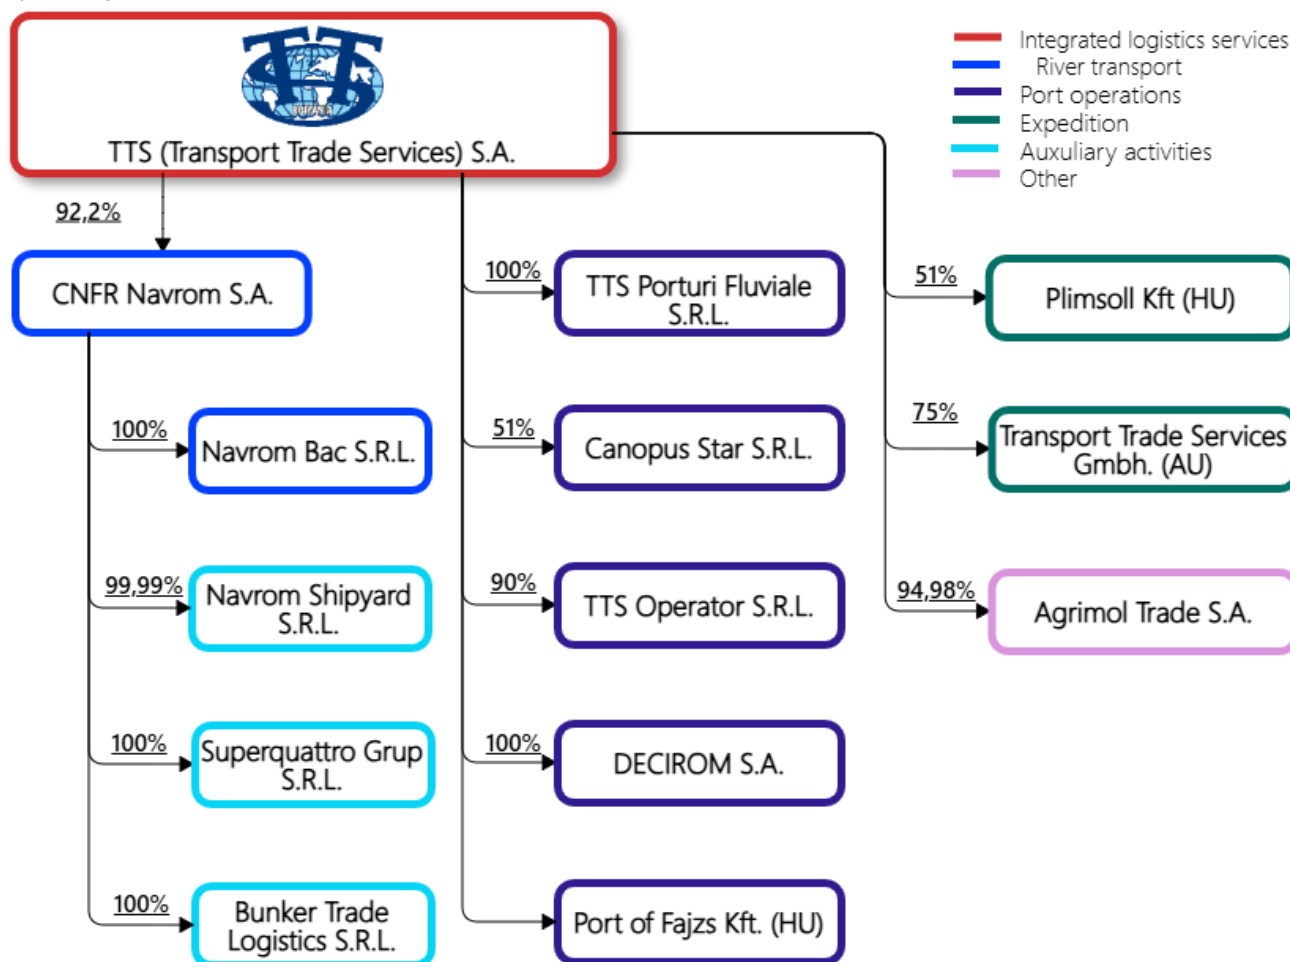 TTS (Transport Trade Services) S.A.
Integrated logistics services
River transport
Port operations
Expedition
Auxuliary activities
Other
92,2%
CNFR Navrom S.A.
100%
Navrom Bac S.R.L.
99,99%
Navrom Shipyard
S.R.L.
100%
Superquattro Grup
S.R.L.
100%
Bunker Trade
Logistics S.R.L.
100%
TTS Porturi Fluviale
S.R.L.
51%
Canopus Star S.R.L.
90%
TTS Operator S.R.L.
100%
DECIROM S.A.
Port of Fajzs Kft. (HU)
51%
Plimsoll Kft (HU)
75%
Transport Trade Services
Gmbh. (AU)
94,98%
Agrimol Trade S.A.